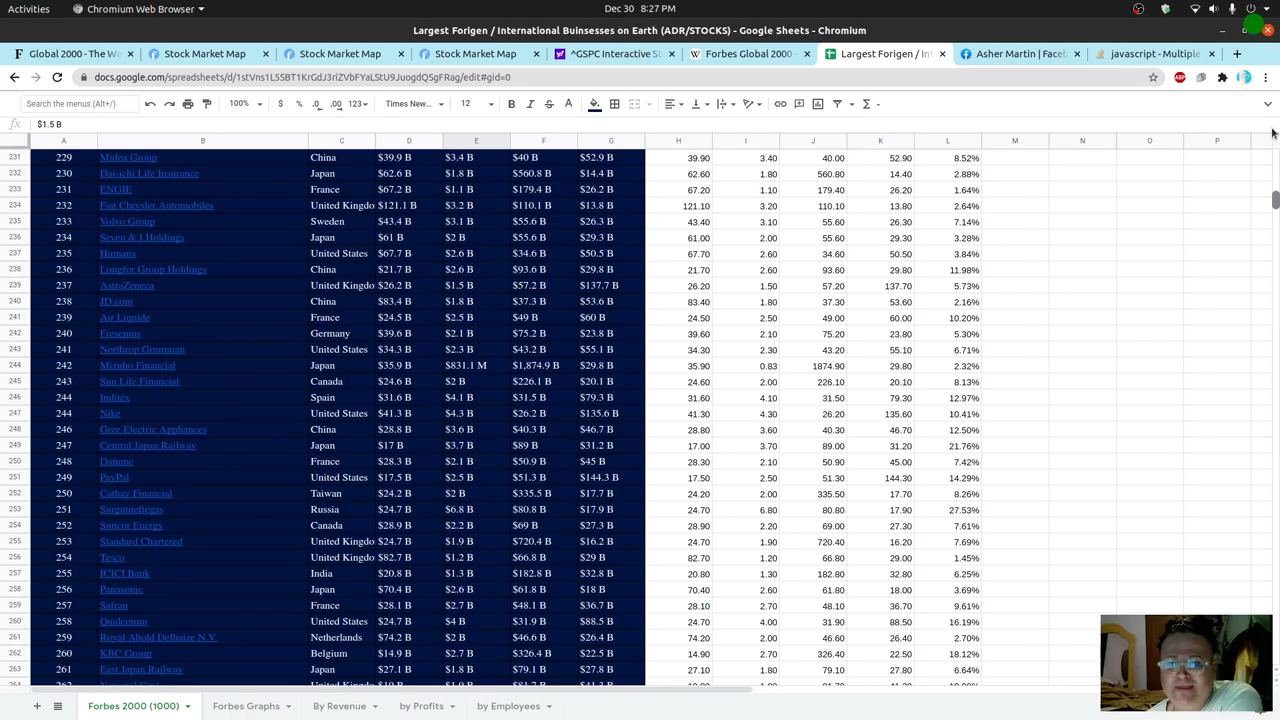 Activities Chromium Web Browser Dec 30 8:27 PM
Largest Forigen / International Buinsesses on Earth (ADR/STOCKS) - Google Sheets - Chromium
Global 2000 - The Wo Stock Market Map Stock Market Map Stock Market Map ^GSPC Interactive St Forbes Global 2000 - Largest Forigen / Int Asher Martin | Faceb javascript - Multiple
docs.google.com/spreadsheets/d/1stVns1L5SBT1KrGdJ3riZVbFYaLStU9JuogdQSgFRag/edit#gid=0
Search the menus (Alt+/) 100% $ % .0 .00 123 Times New... 12 B I S A
fx $1.5 B
A B C D E F G H I J K L M N O P
231 229 Midea Group China $39.9 B $3.4 B $40 B $52.9 B 39.90 3.40 40.00 52.90 8.52%
232 230 Dai-ichi Life Insurance Japan $62.6 B $1.8 B $560.8 B $14.4 B 62.60 1.80 560.80 14.40 2.88%
233 231 ENGIE France $67.2 B $1.1 B $179.4 B $26.2 B 67.20 1.10 179.40 26.20 1.64%
234 232 Fiat Chrysler Automobiles United Kingdo $121.1 B $3.2 B $110.1 B $13.8 B 121.10 3.20 110.10 13.80 2.64%
235 233 Volvo Group Sweden $43.4 B $3.1 B $55.6 B $26.3 B 43.40 3.10 55.60 26.30 7.14%
236 234 Seven & I Holdings Japan $61 B $2 B $55.6 B $29.3 B 61.00 2.00 55.60 29.30 3.28%
237 235 Humana United States $67.7 B $2.6 B $34.6 B $50.5 B 67.70 2.60 34.60 50.50 3.84%
238 236 Longfor Group Holdings China $21.7 B $2.6 B $93.6 B $29.8 B 21.70 2.60 93.60 29.80 11.98%
239 237 AstraZeneca United Kingdo $26.2 B $1.5 B $57.2 B $137.7 B 26.20 1.50 57.20 137.70 5.73%
240 238 JD.com China $83.4 B $1.8 B $37.3 B $53.6 B 83.40 1.80 37.30 53.60 2.16%
241 239 Air Liquide France $24.5 B $2.5 B $49 B $60 B 24.50 2.50 49.00 60.00 10.20%
242 240 Fresenius Germany $39.6 B $2.1 B $75.2 B $23.8 B 39.60 2.10 75.20 23.80 5.30%
243 241 Northrop Grumman United States $34.3 B $2.3 B $43.2 B $55.1 B 34.30 2.30 43.20 55.10 6.71%
244 242 Mizuho Financial Japan $35.9 B $831.1 M $1,874.9 B $29.8 B 35.90 0.83 1874.90 29.80 2.32%
245 243 Sun Life Financial Canada $24.6 B $2 B $226.1 B $20.1 B 24.60 2.00 226.10 20.10 8.13%
246 244 Inditex Spain $31.6 B $4.1 B $31.5 B $79.3 B 31.60 4.10 31.50 79.30 12.97%
247 244 Nike United States $41.3 B $4.3 B $26.2 B $135.6 B 41.30 4.30 26.20 135.60 10.41%
248 246 Gree Electric Appliances China $28.8 B $3.6 B $40.3 B $46.7 B 28.80 3.60 40.30 46.70 12.50%
249 247 Central Japan Railway Japan $17 B $3.7 B $89 B $31.2 B 17.00 3.70 89.00 31.20 21.76%
250 248 Danone France $28.3 B $2.1 B $50.9 B $45 B 28.30 2.10 50.90 45.00 7.42%
251 249 PayPal United States $17.5 B $2.5 B $51.3 B $144.3 B 17.50 2.50 51.30 144.30 14.29%
252 250 Cathay Financial Taiwan $24.2 B $2 B $335.5 B $17.7 B 24.20 2.00 335.50 17.70 8.26%
253 251 Surgutneftegas Russia $24.7 B $6.8 B $80.8 B $17.9 B 24.70 6.80 80.80 17.90 27.53%
254 252 Suncor Energy Canada $28.9 B $2.2 B $69 B $27.3 B 28.90 2.20 69.00 27.30 7.61%
255 253 Standard Chartered United Kingdo $24.7 B $1.9 B $720.4 B $16.2 B 24.70 1.90 720.40 16.20 7.69%
256 254 Tesco United Kingdo $82.7 B $1.2 B $66.8 B $29 B 82.70 1.20 66.80 29.00 1.45%
257 255 ICICI Bank India $20.8 B $1.3 B $182.8 B $32.8 B 20.80 1.30 182.80 32.80 6.25%
258 256 Panasonic Japan $70.4 B $2.6 B $61.8 B $18 B 70.40 2.60 61.80 18.00 3.69%
259 257 Safran France $28.1 B $2.7 B $48.1 B $36.7 B 28.10 2.70 48.10 36.70 9.61%
260 258 Qualcomm United States $24.7 B $4 B $31.9 B $88.5 B 24.70 4.00 31.90 88.50 16.19%
261 259 Royal Ahold Delhaize N.V. Netherlands $74.2 B $2 B $46.6 B $26.4 B 74.20 2.00 46.60 26.40 2.70%
262 260 KBC Group Belgium $14.9 B $2.7 B $326.4 B $22.5 B 14.90 2.70 326.40 22.50 18.12%
263 261 East Japan Railway Japan $27.1 B $1.8 B $79.1 B $27.8 B 27.10 1.80 79.10 27.80 6.64%
Forbes 2000 (1000) Forbes Graphs By Revenue by Profits by Employees